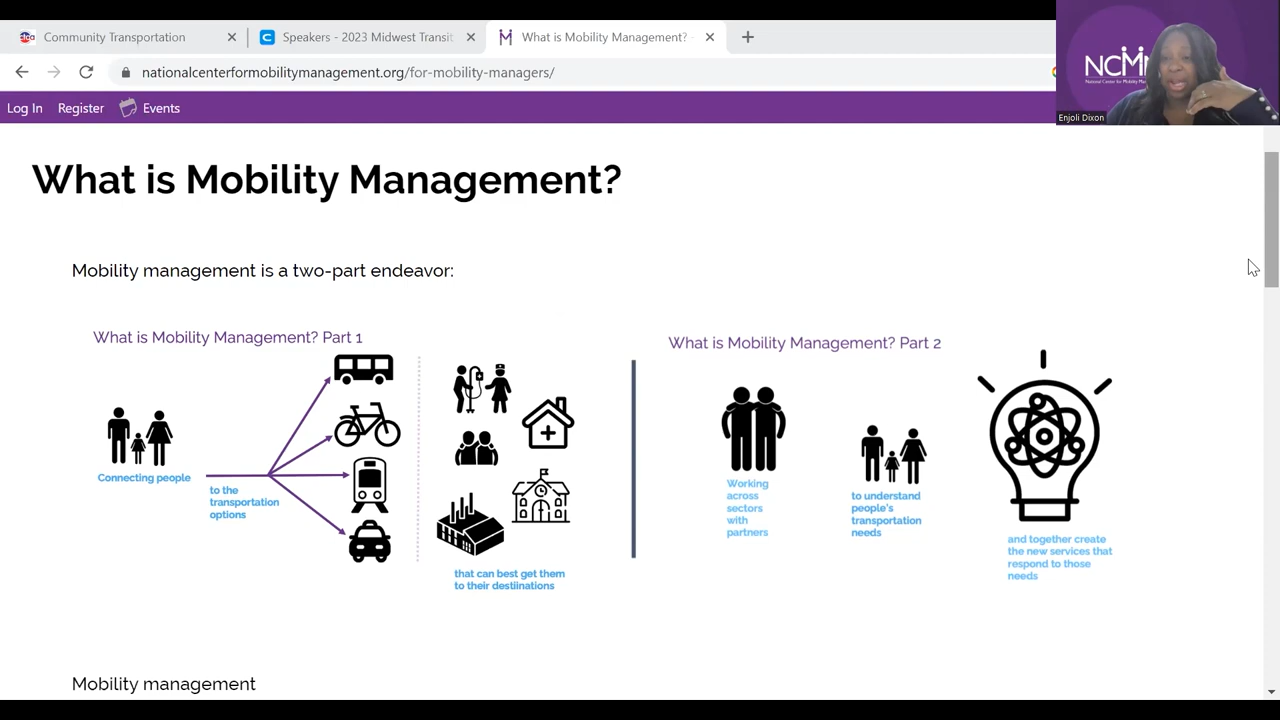 Community Transportation
Speakers - 2023 Midwest Transit
What is Mobility Management? -
nationalcenterformobilitymanagement.org/for-mobility-managers/
Log In
Register
Events
Enjoli Dixon
What is Mobility Management?
Mobility management is a two-part endeavor:
What is Mobility Management? Part 1
Connecting people
to the
transportation
options
that can best get them
to their destiinations
What is Mobility Management? Part 2
Working
across
sectors
with
partners
to understand
people's
transportation
needs
and together create
the new services that
respond to those
needs
Mobility management